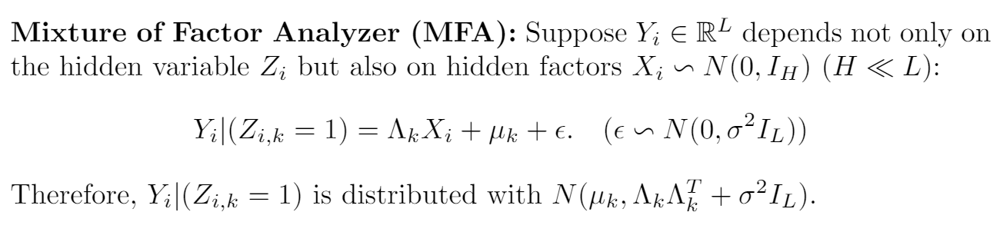 Mixture of Factor Analyzer (MFA): Suppose $Y_i \in \mathbb{R}^L$ depends not only on
the hidden variable $Z_i$ but also on hidden factors $X_i \backsim N(0, I_H)$ $(H \ll L)$:
$Y_i|(Z_{i,k} = 1) = \Lambda_k X_i + \mu_k + \epsilon. \quad (\epsilon \backsim N(0, \sigma^2 I_L))$
Therefore, $Y_i|(Z_{i,k} = 1)$ is distributed with $N(\mu_k, \Lambda_k \Lambda_k^T + \sigma^2 I_L)$.